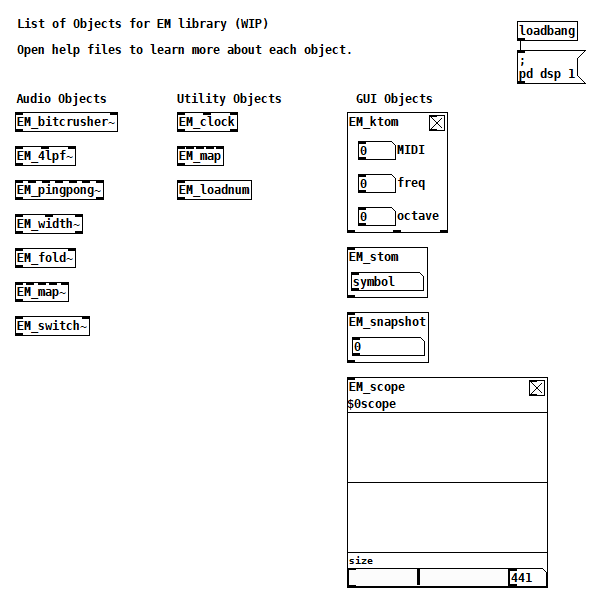 List of Objects for EM library (WIP)
Open help files to learn more about each object.
loadbang
;
pd dsp 1
Audio Objects
EM_bitcrusher~
EM_4lpf~
EM_pingpong~
EM_width~
EM_fold~
EM_map~
EM_switch~
Utility Objects
EM_clock
EM_map
EM_loadnum
GUI Objects
EM_ktom
0 MIDI
0 freq
0 octave
EM_stom
symbol
EM_snapshot
0
EM_scope
$0scope
size
441